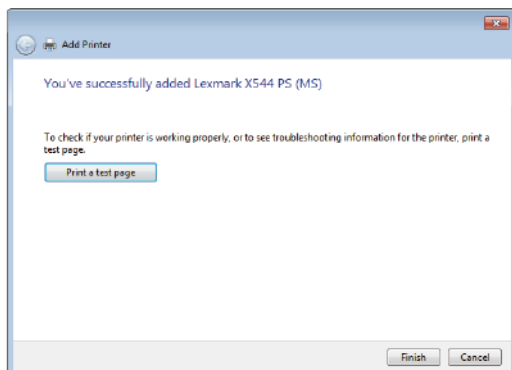 Add Printer
You've successfully added Lexmark X544 PS (MS)
To check if your printer is working properly, or to see troubleshooting information for the printer, print a
test page.
Print a test page
Finish
Cancel